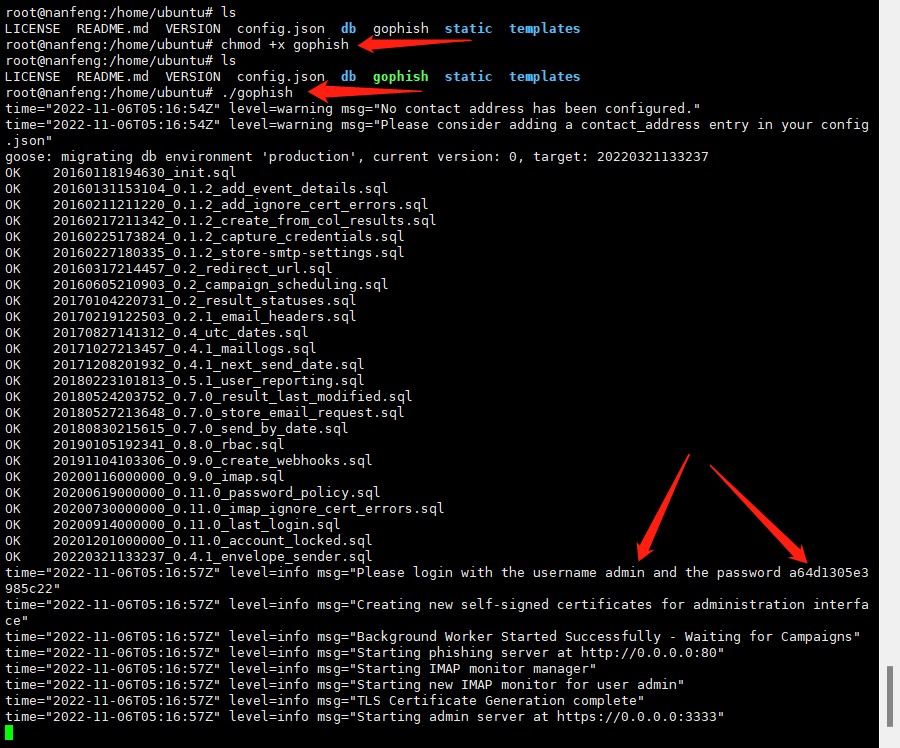 root@nanfeng:/home/ubuntu# ls
LICENSE  README.md  VERSION  config.json  db  gophish  static  templates
root@nanfeng:/home/ubuntu# chmod +x gophish
root@nanfeng:/home/ubuntu# ls
LICENSE  README.md  VERSION  config.json  db  gophish  static  templates
root@nanfeng:/home/ubuntu# ./gophish
time="2022-11-06T05:16:54Z" level=warning msg="No contact address has been configured."
time="2022-11-06T05:16:54Z" level=warning msg="Please consider adding a contact_address entry in your config
.json"
goose: migrating db environment 'production', current version: 0, target: 20220321133237
OK    20160118194630_init.sql
OK    20160131153104_0.1.2_add_event_details.sql
OK    20160211211220_0.1.2_add_ignore_cert_errors.sql
OK    20160217211342_0.1.2_create_from_col_results.sql
OK    20160225173824_0.1.2_capture_credentials.sql
OK    20160227180335_0.1.2_store-smtp-settings.sql
OK    20160317214457_0.2_redirect_url.sql
OK    20160605210903_0.2_campaign_scheduling.sql
OK    20170104220731_0.2_result_statuses.sql
OK    20170219122503_0.2.1_email_headers.sql
OK    20170827141312_0.4_utc_dates.sql
OK    20171027213457_0.4.1_maillogs.sql
OK    20171208201932_0.4.1_next_send_date.sql
OK    20180223101813_0.5.1_user_reporting.sql
OK    20180524203752_0.7.0_result_last_modified.sql
OK    20180527213648_0.7.0_store_email_request.sql
OK    20180830215615_0.7.0_send_by_date.sql
OK    20190105192341_0.8.0_rbac.sql
OK    20191104103306_0.9.0_create_webhooks.sql
OK    20200116000000_0.9.0_imap.sql
OK    20200619000000_0.11.0_password_policy.sql
OK    20200730000000_0.11.0_imap_ignore_cert_errors.sql
OK    20200914000000_0.11.0_last_login.sql
OK    20201201000000_0.11.0_account_locked.sql
OK    20220321133237_0.4.1_envelope_sender.sql
time="2022-11-06T05:16:57Z" level=info msg="Please login with the username admin and the password a64d1305e3
985c22"
time="2022-11-06T05:16:57Z" level=info msg="Creating new self-signed certificates for administration interfa
ce"
time="2022-11-06T05:16:57Z" level=info msg="Background Worker Started Successfully - Waiting for Campaigns"
time="2022-11-06T05:16:57Z" level=info msg="Starting phishing server at http://0.0.0.0:80"
time="2022-11-06T05:16:57Z" level=info msg="Starting IMAP monitor manager"
time="2022-11-06T05:16:57Z" level=info msg="Starting new IMAP monitor for user admin"
time="2022-11-06T05:16:57Z" level=info msg="TLS Certificate Generation complete"
time="2022-11-06T05:16:57Z" level=info msg="Starting admin server at https://0.0.0.0:3333"